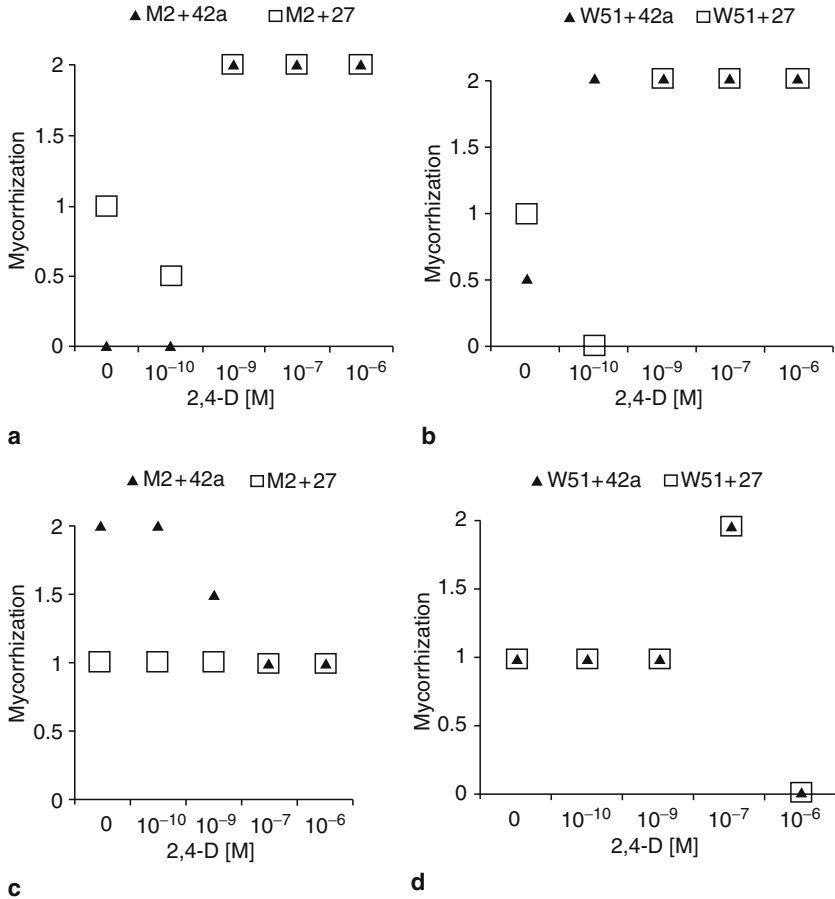 ▲ M2+42a □ M2+27
Mycorrhization
2
1.5
1
0.5
0
0 10⁻¹⁰ 10⁻⁹ 10⁻⁷ 10⁻⁶
2,4-D [M]
a
▲ W51+42a □ W51+27
Mycorrhization
2
1.5
1
0.5
0
0 10⁻¹⁰ 10⁻⁹ 10⁻⁷ 10⁻⁶
2,4-D [M]
b
▲ M2+42a □ M2+27
Mycorrhization
2
1.5
1
0.5
0
0 10⁻¹⁰ 10⁻⁹ 10⁻⁷ 10⁻⁶
2,4-D [M]
c
▲ W51+42a □ W51+27
Mycorrhization
2
1.5
1
0.5
0
0 10⁻¹⁰ 10⁻⁹ 10⁻⁷ 10⁻⁶
2,4-D [M]
d